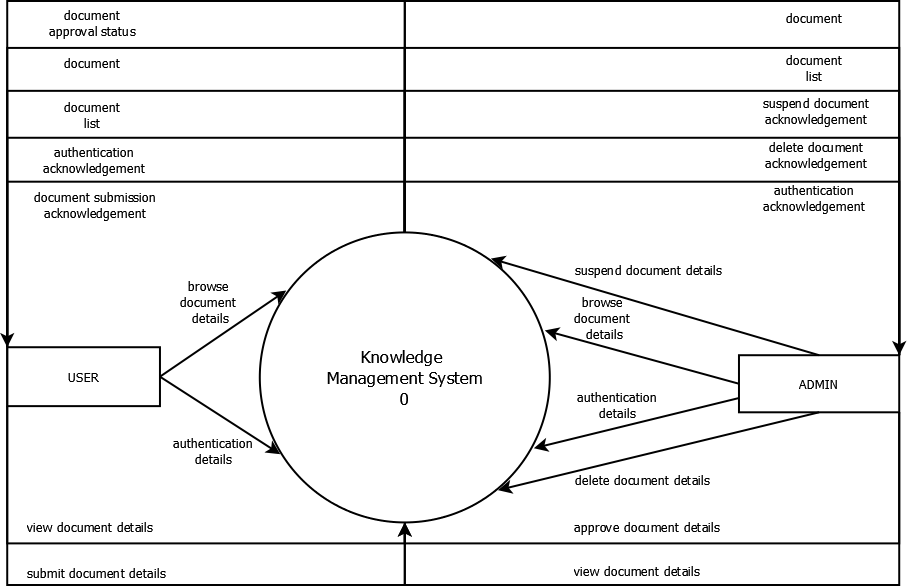 document
approval status
document
document
document
list
document
list
suspend document
acknowledgement
authentication
acknowledgement
delete document
acknowledgement
document submission
acknowledgement
authentication
acknowledgement
suspend document details
browse
document
details
browse
document
details
Knowledge
Management System
0
USER
ADMIN
authentication
details
authentication
details
delete document details
view document details
approve document details
submit document details
view document details